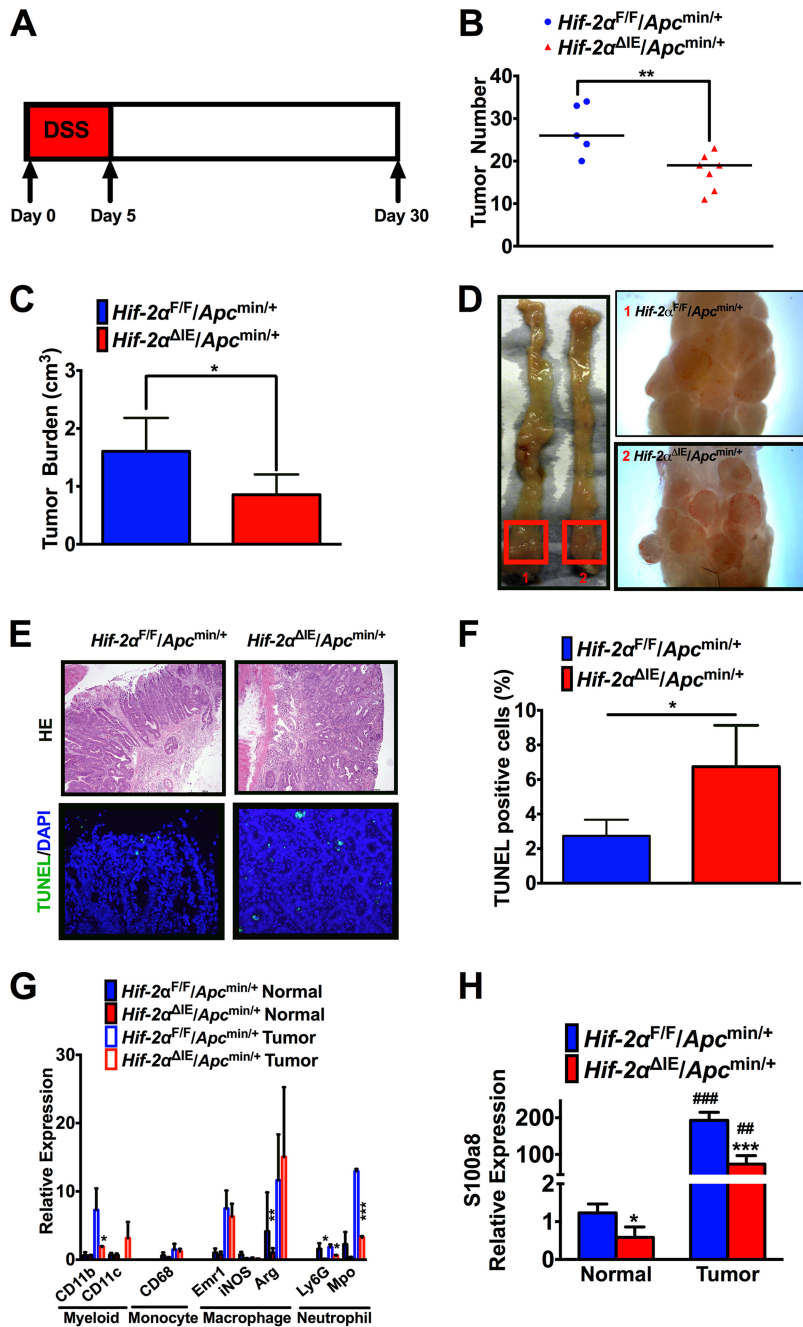 A
DSS
Day 0
Day 5
Day 30
B
Hif-2αF/F/Apcmin/+
Hif-2αΔIE/Apcmin/+
**
Tumor Number
40
30
20
10
0
C
Hif-2αF/F/Apcmin/+
Hif-2αΔIE/Apcmin/+
*
Tumor Burden (cm3)
3
2
1
0
D
1
2
1 Hif-2αF/F/Apcmin/+
2 Hif-2αΔIE/Apcmin/+
E
Hif-2αF/F/Apcmin/+
Hif-2αΔIE/Apcmin/+
HE
TUNEL/DAPI
F
Hif-2αF/F/Apcmin/+
Hif-2αΔIE/Apcmin/+
*
TUNEL positive cells (%)
10
8
6
4
2
0
G
Hif-2αF/F/Apcmin/+ Normal
Hif-2αΔIE/Apcmin/+ Normal
Hif-2αF/F/Apcmin/+ Tumor
Hif-2αΔIE/Apcmin/+ Tumor
Relative Expression
30
20
10
0
*
**
*
*
***
CD11b
CD11c
CD68
Emr1
iNOS
Arg
Ly6G
Mpo
Myeloid
Monocyte
Macrophage
Neutrophil
H
Hif-2αF/F/Apcmin/+
Hif-2αΔIE/Apcmin/+
S100a8
Relative Expression
200
100
2
1
0
*
###
##
***
Normal
Tumor